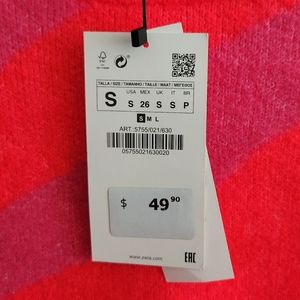 TALLA / SIZE / TAMANHO / TAILLE / MAAT / ΜΕΓΕΘΟΣ
USA MEX UK IT BR
S S 26 S S P
S M L
ART. 5755/021/630
05755021630020
$ 49 90
www.zara.com
EAC